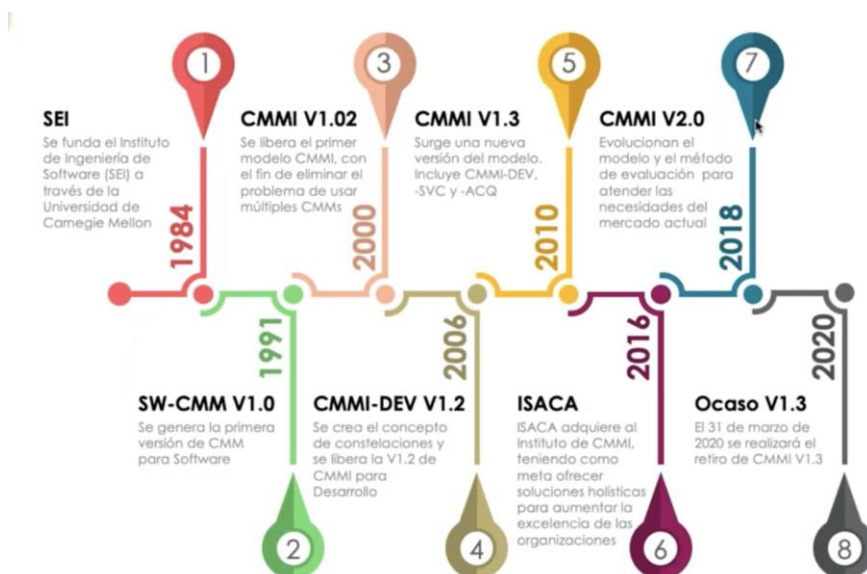 1
SEI
Se funda el Instituto
de Ingeniería de
Software (SEI) a
través de la
Universidad de
Carnegie Mellon
1984
SW-CMM V1.0
Se genera la primera
versión de CMM
para Software
1991
2
3
CMMI V1.02
Se libera el primer
modelo CMMI, con
el fin de eliminar el
problema de usar
múltiples CMMs
2000
CMMI-DEV V1.2
Se crea el concepto
de constelaciones y
se libera la V1.2 de
CMMI para
Desarrollo
2006
4
5
CMMI V1.3
Surge una nueva
versión del modelo.
Incluye CMMI-DEV,
-SVC y -ACQ
2010
ISACA
ISACA adquiere al
Instituto de CMMI,
teniendo como
meta ofrecer
soluciones holísticas
para aumentar la
excelencia de las
organizaciones
2016
6
7
CMMI V2.0
Evolucionan el
modelo y el método
de evaluación para
atender las
necesidades del
mercado actual
2018
Ocaso V1.3
El 31 de marzo de
2020 se realizará el
retiro de CMMI V1.3
2020
8